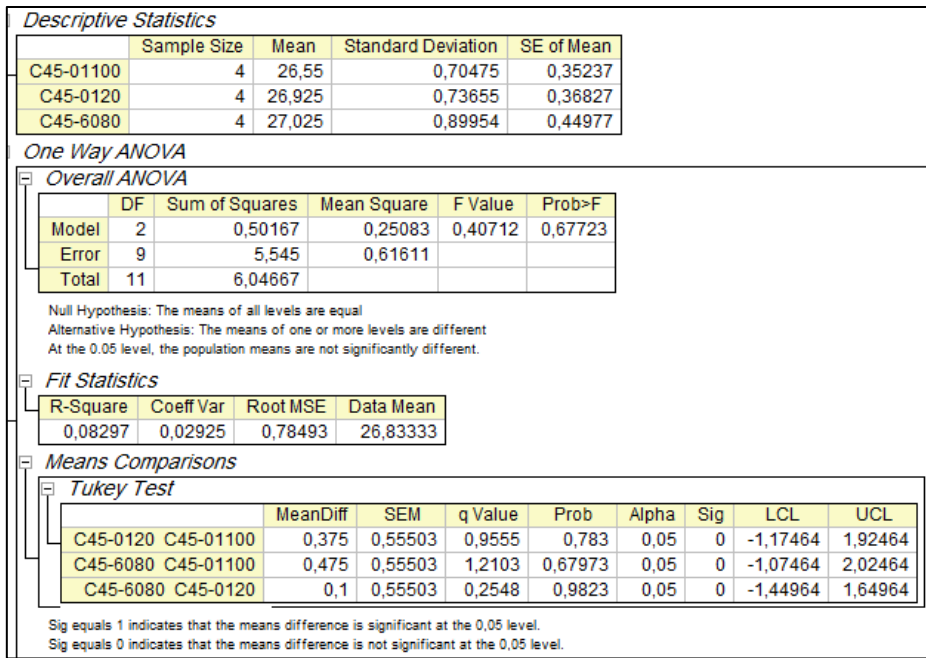 Descriptive Statistics
Sample Size Mean Standard Deviation SE of Mean
C45-01100 4 26,55 0,70475 0,35237
C45-0120 4 26,925 0,73655 0,36827
C45-6080 4 27,025 0,89954 0,44977
One Way ANOVA
Overall ANOVA
DF Sum of Squares Mean Square F Value Prob>F
Model 2 0,50167 0,25083 0,40712 0,67723
Error 9 5,545 0,61611
Total 11 6,04667
Null Hypothesis: The means of all levels are equal
Alternative Hypothesis: The means of one or more levels are different
At the 0.05 level, the population means are not significantly different.
Fit Statistics
R-Square Coeff Var Root MSE Data Mean
0,08297 0,02925 0,78493 26,83333
Means Comparisons
Tukey Test
MeanDiff SEM q Value Prob Alpha Sig LCL UCL
C45-0120 C45-01100 0,375 0,55503 0,9555 0,783 0,05 0 -1,17464 1,92464
C45-6080 C45-01100 0,475 0,55503 1,2103 0,67973 0,05 0 -1,07464 2,02464
C45-6080 C45-0120 0,1 0,55503 0,2548 0,9823 0,05 0 -1,44964 1,64964
Sig equals 1 indicates that the means difference is significant at the 0,05 level.
Sig equals 0 indicates that the means difference is not significant at the 0,05 level.